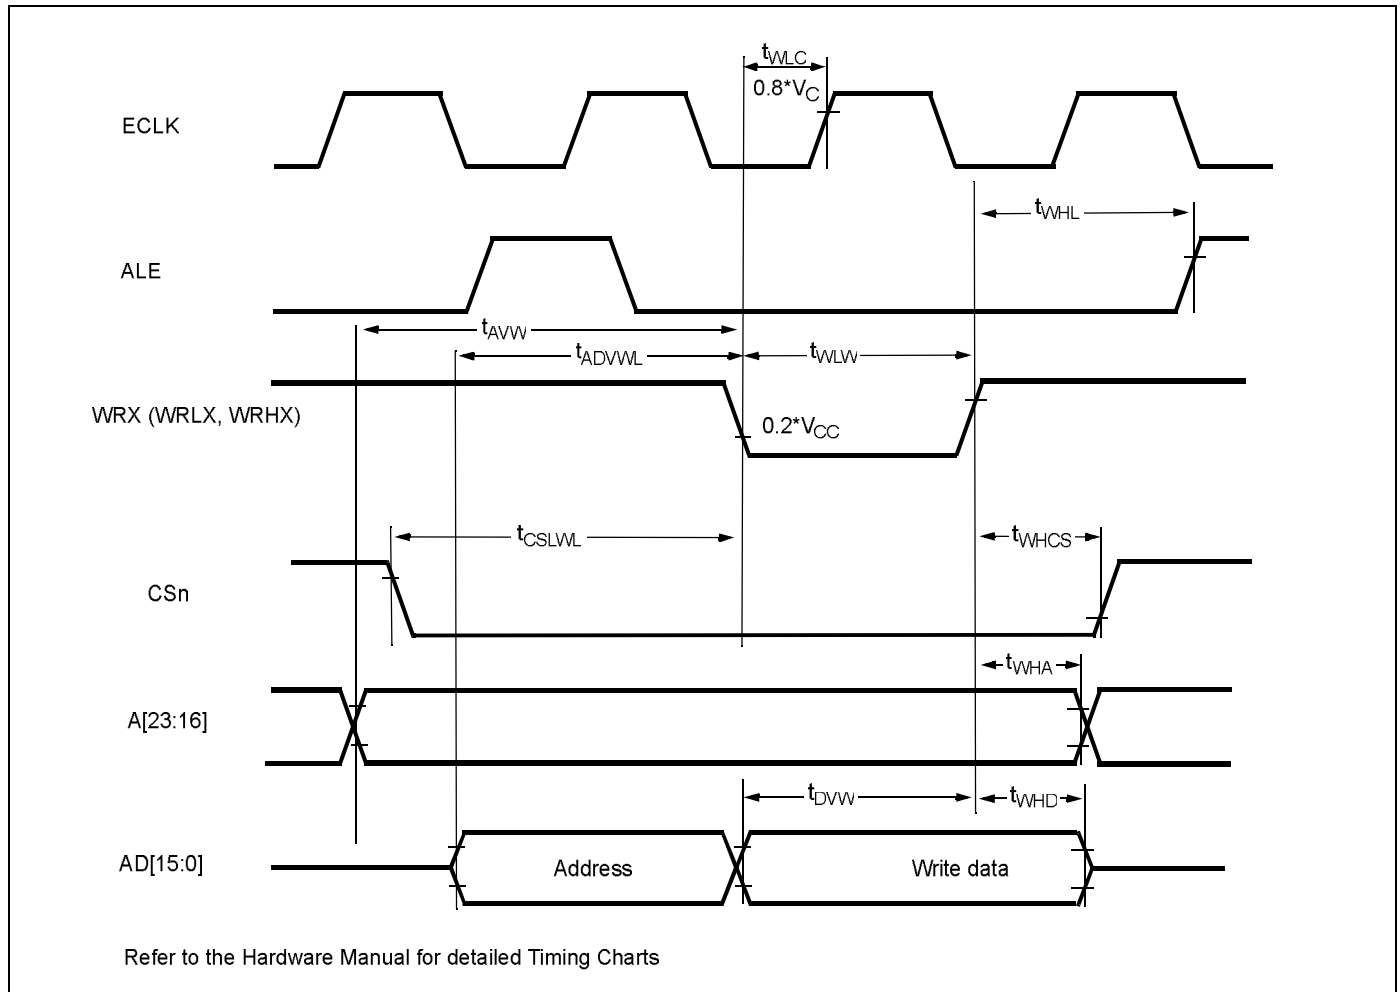 tWLC
0.8*VC
ECLK
tWHL
ALE
tAVW
tADVWL
tWLW
WRX (WRLX, WRHX)
0.2*VCC
tCSLWL
tWHCS
CSn
tWHA
A[23:16]
tDVW
tWHD
AD[15:0]
Address
Write data
Refer to the Hardware Manual for detailed Timing Charts